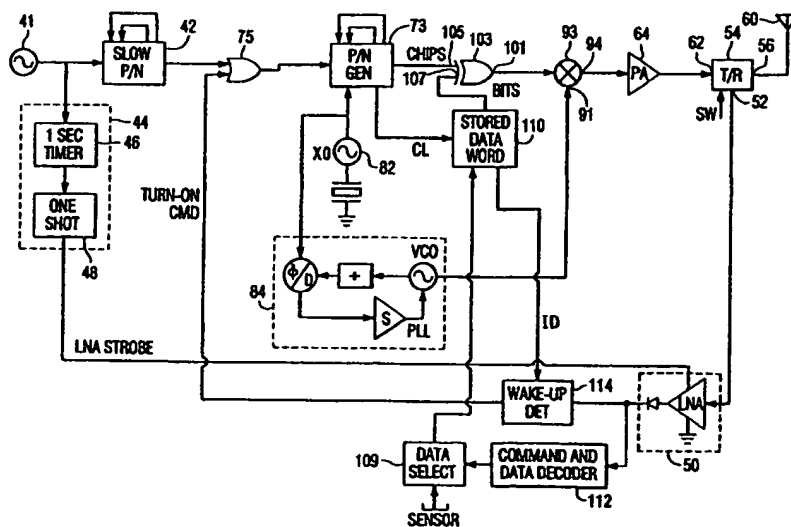 41
42
75
73
105
103
101
93
94
64
62
54
56
60
SLOW P/N
P/N GEN
CHIPS
107
BITS
PA
T/R
52
SW
91
44
1 SEC TIMER
46
ONE SHOT
48
TURN-ON CMD
XO
82
CL
STORED DATA WORD
110
VCO
84
Φ/D
÷
S
PLL
ID
LNA STROBE
WAKE-UP DET
114
LNA
50
109
DATA SELECT
COMMAND AND DATA DECODER
112
SENSOR